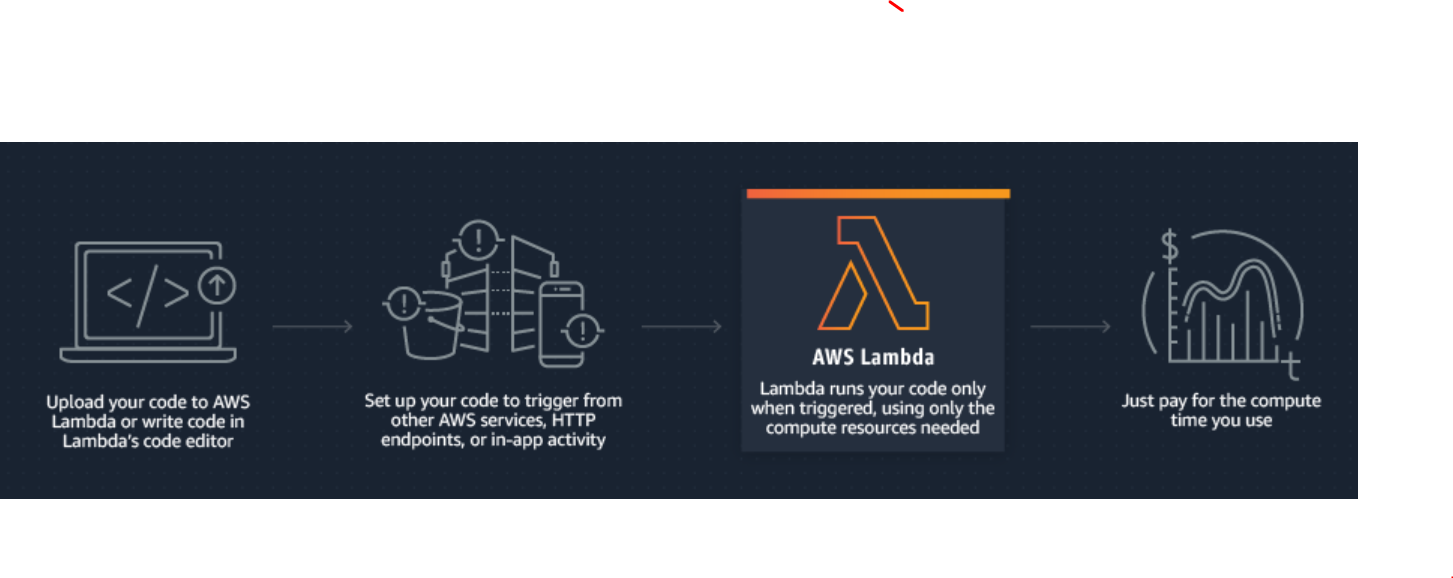 Upload your code to AWS
Lambda or write code in
Lambda's code editor
Set up your code to trigger from
other AWS services, HTTP
endpoints, or in-app activity
AWS Lambda
Lambda runs your code only
when triggered, using only the
compute resources needed
$
t
Just pay for the compute
time you use